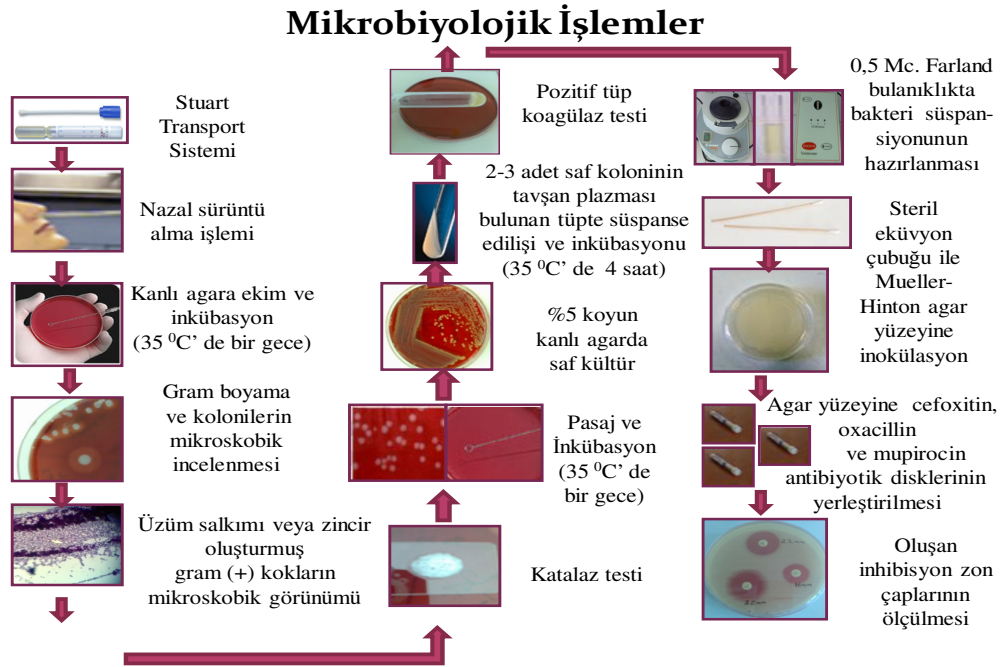 Mikrobiyolojik İşlemler
Stuart
Transport
Sistemi
Nazal sürüntü
alma işlemi
Kanlı agara ekim ve
inkübasyon
(35 ⁰C’ de bir gece)
Gram boyama
ve kolonilerin
mikroskobik
incelenmesi
Üzüm salkımı veya zincir
oluşturmuş
gram (+) kokların
mikroskobik görünümü
Katalaz testi
Pasaj ve
İnkübasyon
(35 ⁰C’ de
bir gece)
%5 koyun
kanlı agarda
saf kültür
2-3 adet saf koloninin
tavşan plazması
bulunan tüpte süspanse
edilişi ve inkübasyonu
(35 ⁰C’ de 4 saat)
Pozitif tüp
koagülaz testi
0,5 Mc. Farland
bulanıklıkta
bakteri süspan-
siyonunun
hazırlanması
Steril
eküvyon
çubuğu ile
Mueller-
Hinton agar
yüzeyine
inokülasyon
Agar yüzeyine cefoxitin,
oxacillin
ve mupirocin
antibiyotik disklerinin
yerleştirilmesi
Oluşan
inhibisyon zon
çaplarının
ölçülmesi